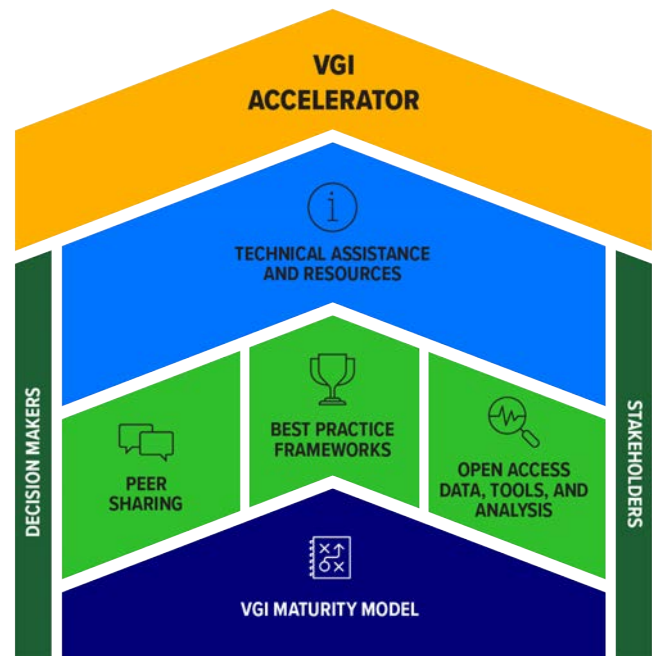 VGI
ACCELERATOR
TECHNICAL ASSISTANCE
AND RESOURCES
DECISION MAKERS
PEER
SHARING
BEST PRACTICE
FRAMEWORKS
OPEN ACCESS
DATA, TOOLS, AND
ANALYSIS
STAKEHOLDERS
VGI MATURITY MODEL